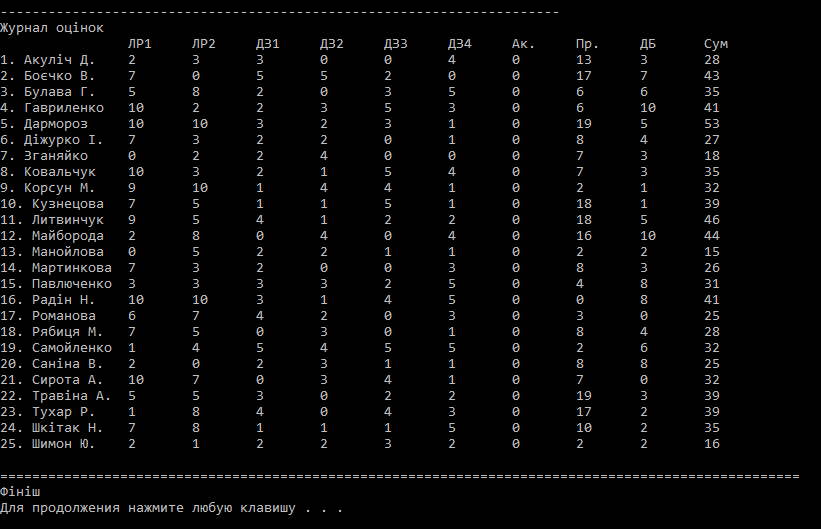 ----------------------------------------------------------------------
Журнал оцінок
ЛР1 ЛР2 ДЗ1 ДЗ2 ДЗЗ ДЗ4 Ак. Пр. ДБ Сум
1. Акуліч Д. 2 3 3 0 0 4 0 13 3 28
2. Боєчко В. 7 0 5 5 2 0 0 17 7 43
3. Булава Г. 5 8 2 0 3 5 0 6 6 35
4. Гавриленко 10 2 2 3 5 3 0 6 10 41
5. Дармороз 10 10 3 2 3 1 0 19 5 53
6. Діжурко І. 7 3 2 2 0 1 0 8 4 27
7. Зганяйко 0 2 2 4 0 0 0 7 3 18
8. Ковальчук 10 3 2 1 5 4 0 7 3 35
9. Корсун М. 9 10 1 4 4 1 0 2 1 32
10. Кузнєцова 7 5 1 1 5 1 0 18 1 39
11. Литвинчук 9 5 4 1 2 2 0 18 5 46
12. Майборода 2 8 0 4 0 4 0 16 10 44
13. Манойлова 0 5 2 2 1 1 0 2 2 15
14. Мартинкова 7 3 2 0 0 3 0 8 3 26
15. Павлюченко 3 3 3 3 2 5 0 4 8 31
16. Радін Н. 10 10 3 1 4 5 0 0 8 41
17. Романова 6 7 4 2 0 3 0 3 0 25
18. Рябиця М. 7 5 0 3 0 1 0 8 4 28
19. Самойленко 1 4 5 4 5 5 0 2 6 32
20. Саніна В. 2 0 2 3 1 1 0 8 8 25
21. Сирота А. 10 7 0 3 4 1 0 7 0 32
22. Травіна А. 5 5 3 0 2 2 0 19 3 39
23. Тухар Р. 1 8 4 0 4 3 0 17 2 39
24. Шкітак Н. 7 8 1 1 1 5 0 10 2 35
25. Шимон Ю. 2 1 2 2 3 2 0 2 2 16
====================================================================================================
Фініш
Для продолжения нажмите любую клавишу . . .